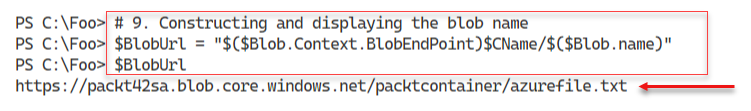 PS C:\Foo> # 9. Constructing and displaying the blob name
PS C:\Foo> $BlobUrl = "$($Blob.Context.BlobEndPoint)$CName/$($Blob.name)"
PS C:\Foo> $BlobUrl
https://packt42sa.blob.core.windows.net/packtcontainer/azurefile.txt